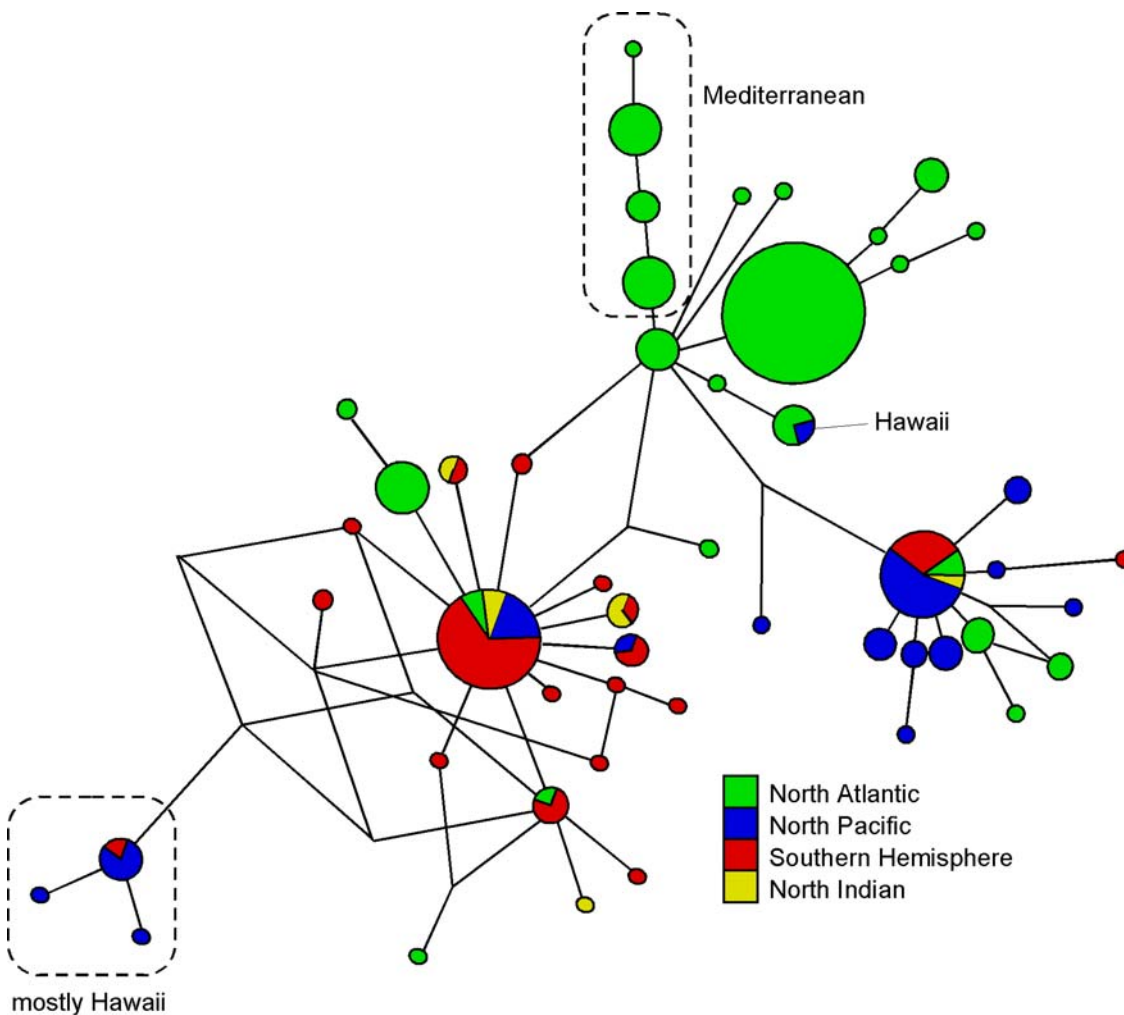 Mediterranean
Hawaii
North Atlantic
North Pacific
Southern Hemisphere
North Indian
mostly Hawaii